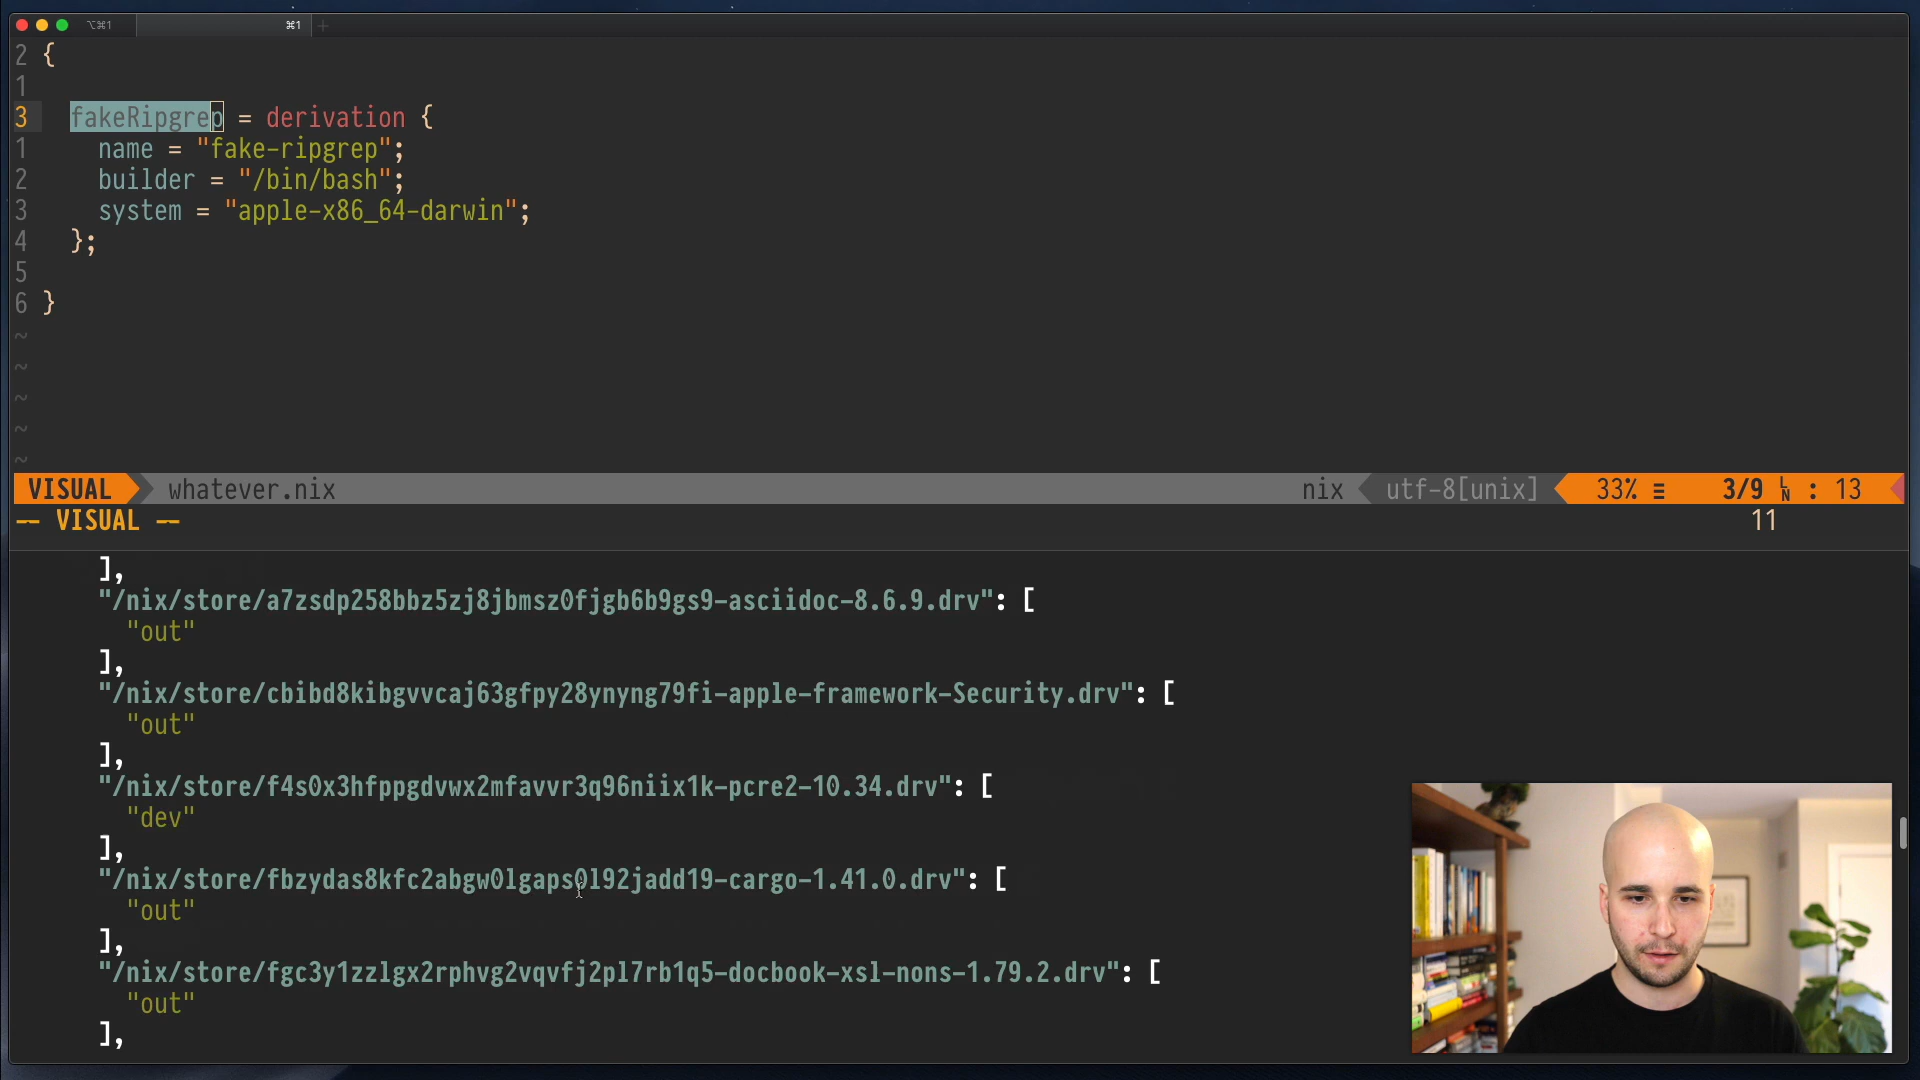 ⌥⌘1 ⌘1 +
2 {
1
3 fakeRipgrep = derivation {
1 name = "fake-ripgrep";
2 builder = "/bin/bash";
3 system = "apple-x86_64-darwin";
4 };
5
6 }
~
~
~
~
~
VISUAL whatever.nix nix utf-8[unix] 33% ≡ 3/9 LN : 13
-- VISUAL -- 11
],
"/nix/store/a7zsdp258bbz5zj8jbmsz0fjgb6b9gs9-asciidoc-8.6.9.drv": [
"out"
],
"/nix/store/cbibd8kibgvvcaj63gfpy28ynyng79fi-apple-framework-Security.drv": [
"out"
],
"/nix/store/f4s0x3hfppgdvwx2mfavvr3q96niix1k-pcre2-10.34.drv": [
"dev"
],
"/nix/store/fbzydas8kfc2abgw0lgaps0l92jadd19-cargo-1.41.0.drv": [
"out"
],
"/nix/store/fgc3y1zzlgx2rphvg2vqvfj2pl7rb1q5-docbook-xsl-nons-1.79.2.drv": [
"out"
],